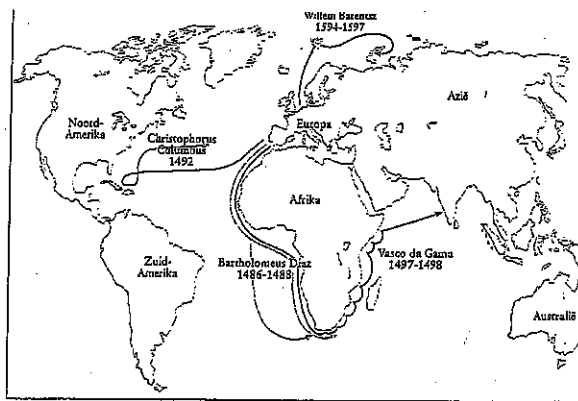 Willem Barentsz
1594-1597
Noord-
Amerika
Christophorus
Columbus
1492
Europa
Azië
Afrika
Zuid-
Amerika
Bartholomeus Diaz
1486-1488
Vasco da Gama
1497-1498
Australië